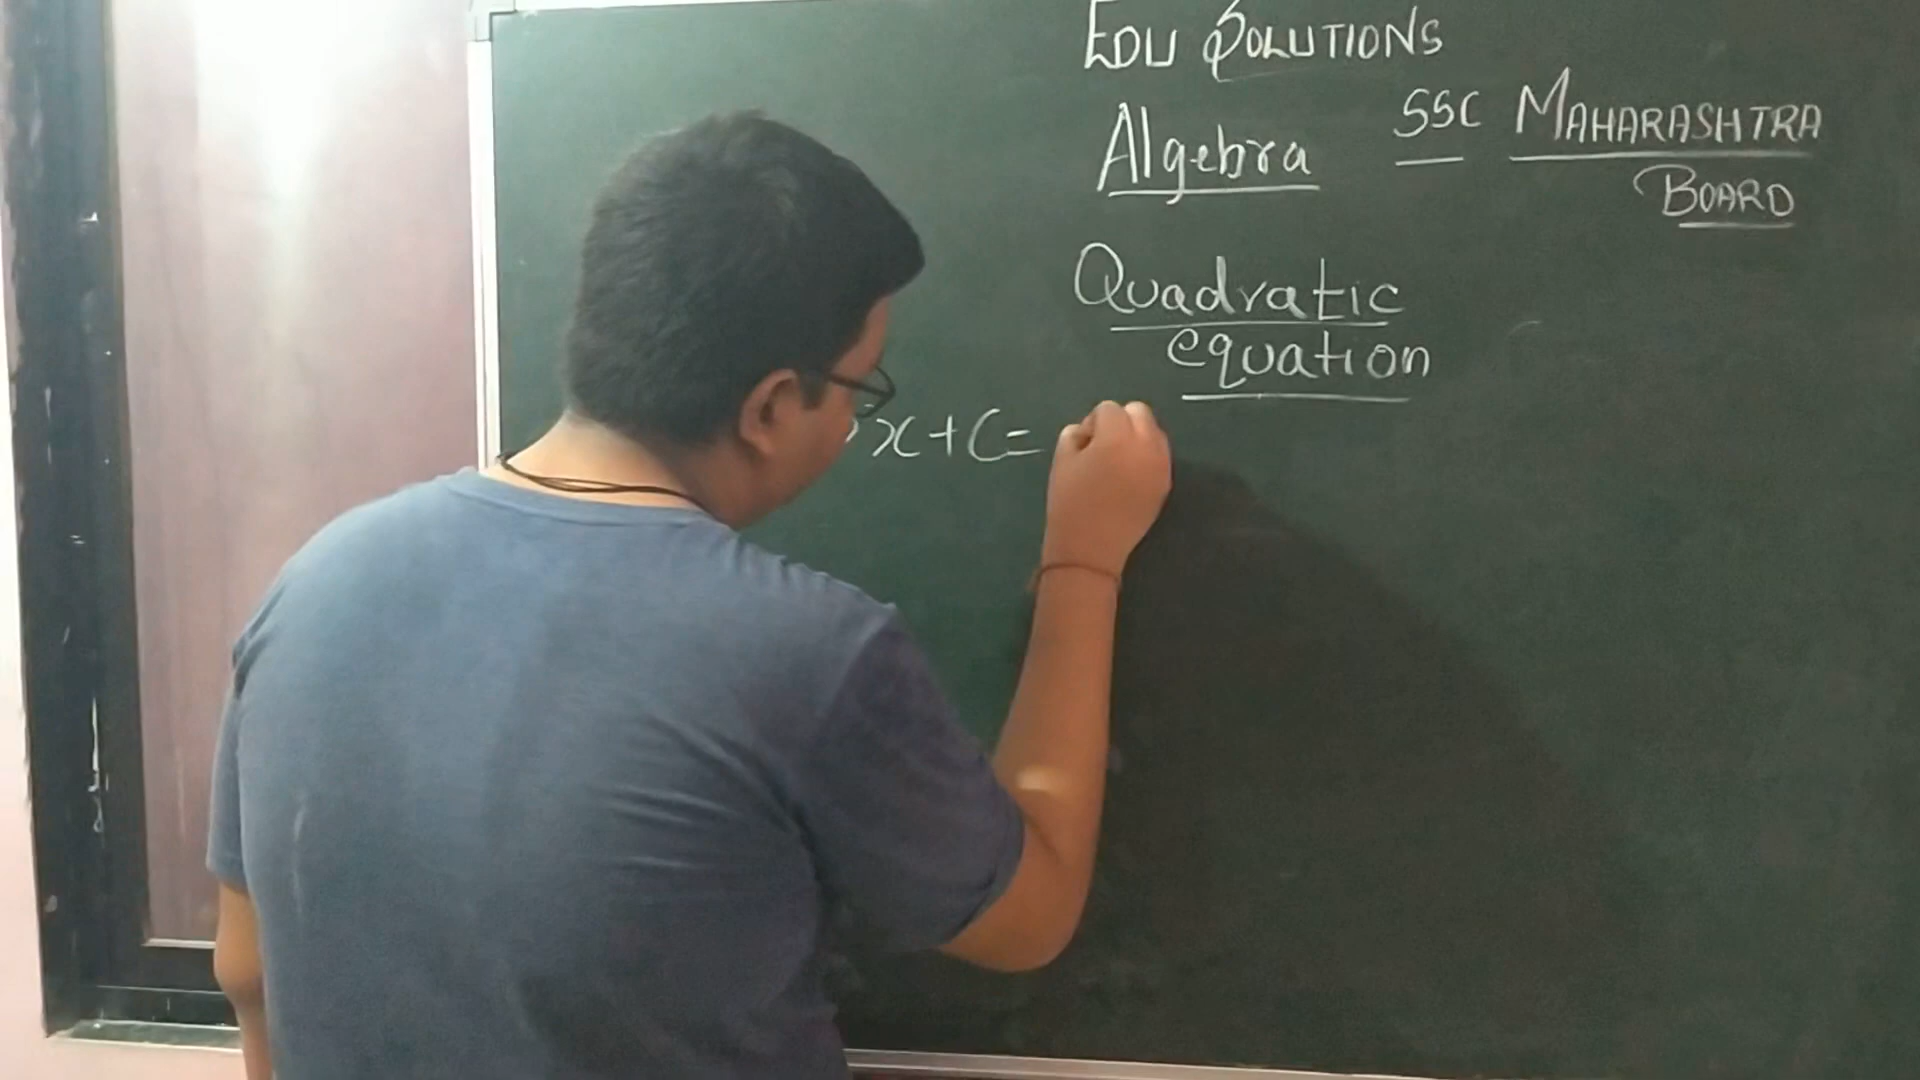 EDU SOLUTIONS
Algebra SSC MAHARASHTRA
BOARD
Quadratic
equation
x+c=